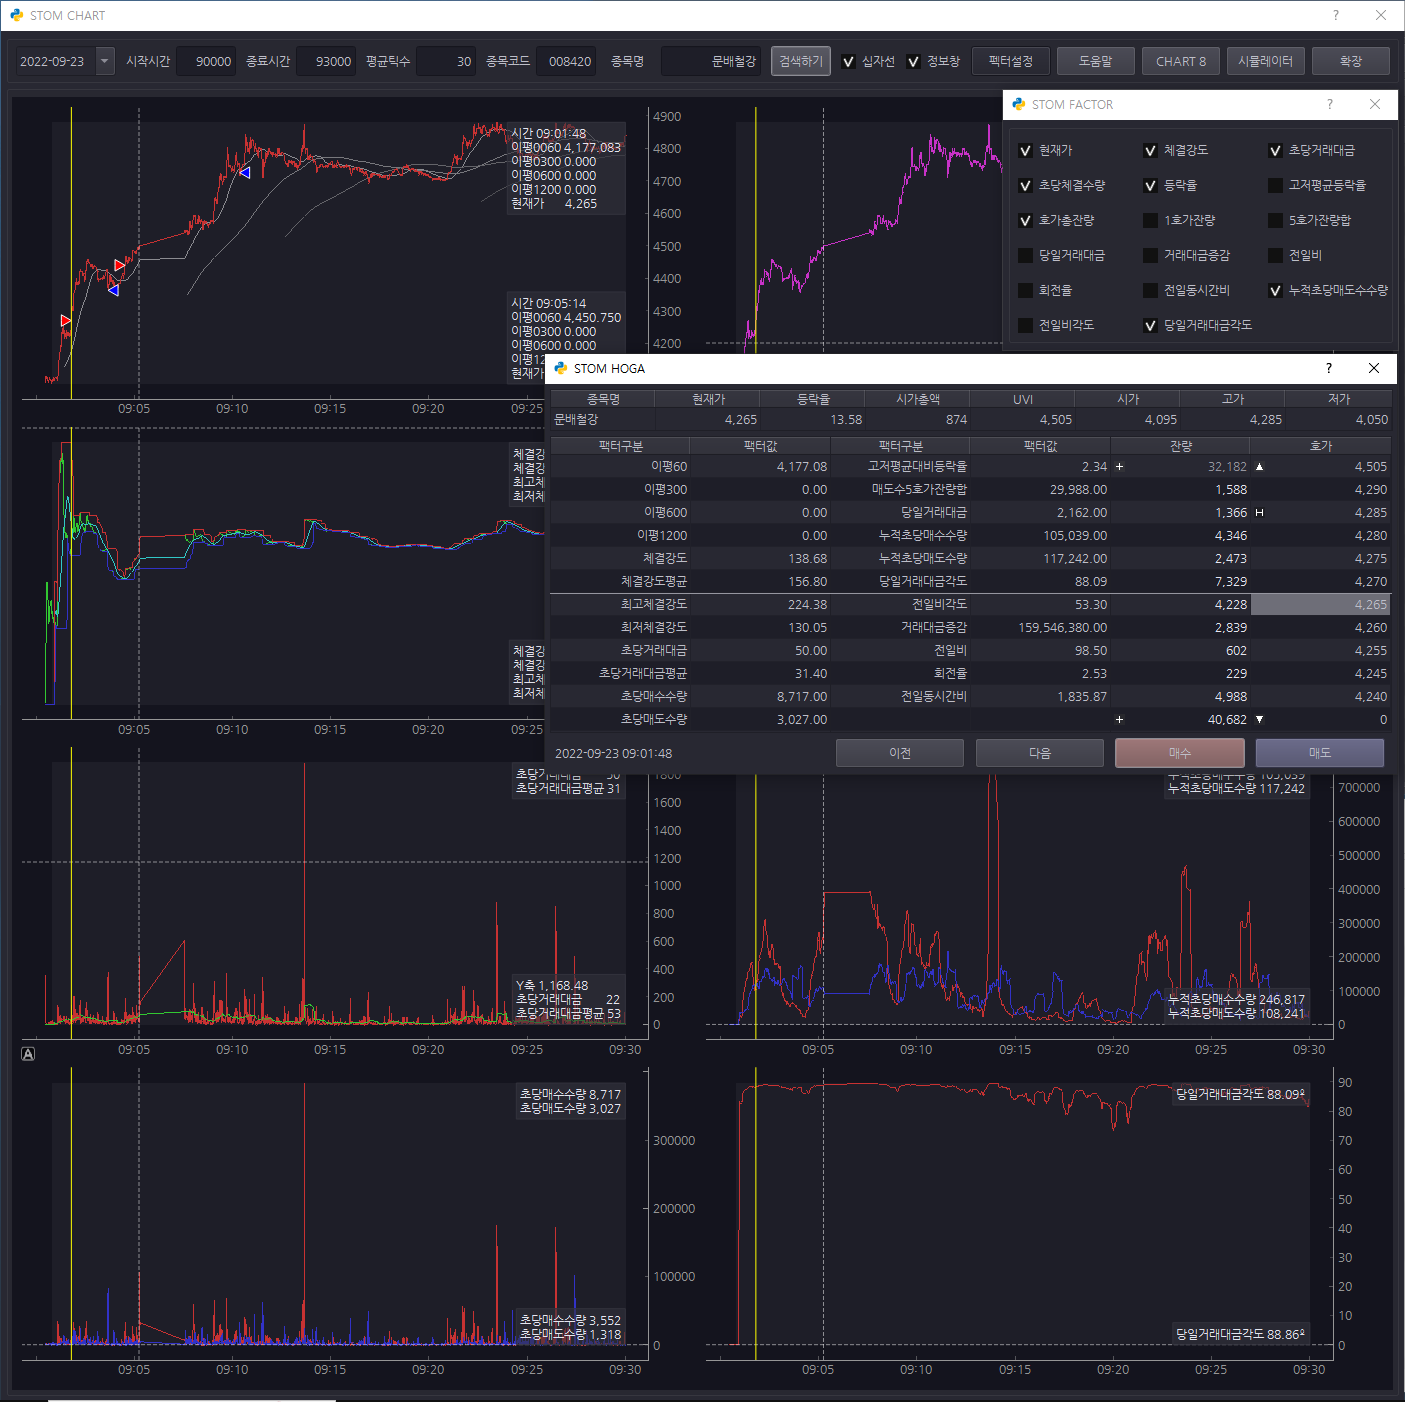 STOM CHART
2022-09-23 시작시간 90000 종료시간 93000 평균틱수 30 종목코드 008420 종목명 문배철강 검색하기 십자선 정보창 팩터설정 도움말 CHART 8 시뮬레이터 확장
시간 09:01:48
이평0060 4,177.083
이평0300 0.000
이평0600 0.000
이평1200 0.000
현재가 4,265
시간 09:05:14
이평0060 4,450.750
이평0300 0.000
이평0600 0.000
이평12
현재
4900
4800
4700
4600
4500
4400
4300
4200
09:05 09:10 09:15 09:20 09:25
STOM FACTOR
현재가 체결강도 초당거래대금
초당체결수량 등락율 고저평균등락율
호가총잔량 1호가잔량 5호가잔량합
당일거래대금 거래대금증감 전일비
회전율 전일동시간비 누적초당매도수수량
전일비각도 당일거래대금각도
STOM HOGA
종목명 현재가 등락율 시가총액 UVI 시가 고가 저가
문배철강 4,265 13.58 874 4,505 4,095 4,285 4,050
팩터구분 팩터값 팩터구분 팩터값 잔량 호가
이평60 4,177.08 고저평균대비등락율 2.34 + 32,182 ▲ 4,505
이평300 0.00 매도수5호가잔량합 29,988.00 1,588 4,290
이평600 0.00 당일거래대금 2,162.00 1,366 H 4,285
이평1200 0.00 누적초당매수수량 105,039.00 4,346 4,280
체결강도 138.68 누적초당매도수량 117,242.00 2,473 4,275
체결강도평균 156.80 당일거래대금각도 88.09 7,329 4,270
최고체결강도 224.38 전일비각도 53.30 4,228 4,265
최저체결강도 130.05 거래대금증감 159,546,380.00 2,839 4,260
초당거래대금 50.00 전일비 98.50 602 4,255
초당거래대금평균 31.40 회전율 2.53 229 4,245
초당매수수량 8,717.00 전일동시간비 1,835.87 4,988 4,240
초당매도수량 3,027.00 + 40,682 ▼ 0
2022-09-23 09:01:48 이전 다음 매수 매도
체결강
체결강
최고체
최저체
체결강
체결강
최고체
최저체
09:05 09:10 09:15 09:20 09:25
초당거래대금 50
초당거래대금평균 31
Y축 1,168.48
초당거래대금 22
초당거래대금평균 53
1800
1600
1400
1200
1000
800
600
400
200
0
09:05 09:10 09:15 09:20 09:25 09:30
A
누적초당매수수량 105,039
누적초당매도수량 117,242
누적초당매수수량 246,817
누적초당매도수량 108,241
700000
600000
500000
400000
300000
200000
100000
0
09:05 09:10 09:15 09:20 09:25 09:30
초당매수수량 8,717
초당매도수량 3,027
초당매수수량 3,552
초당매도수량 1,318
300000
200000
100000
0
09:05 09:10 09:15 09:20 09:25 09:30
당일거래대금각도 88.09º
당일거래대금각도 88.86º
90
80
70
60
50
40
30
20
10
0
09:05 09:10 09:15 09:20 09:25 09:30